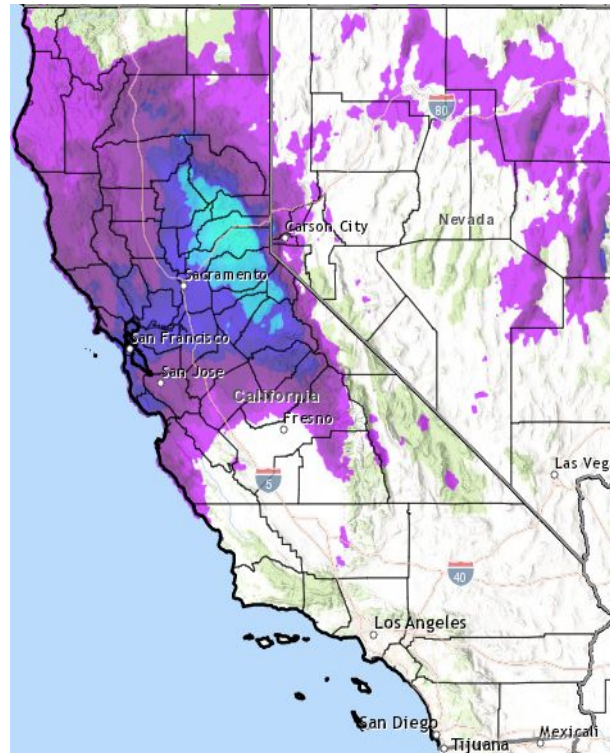 80
Carson City
Nevada
Sacramento
San Francisco
San Jose
California
Fresno
5
Las Veg
40
Los Angeles
San Diego
Tijuana
Mexicali